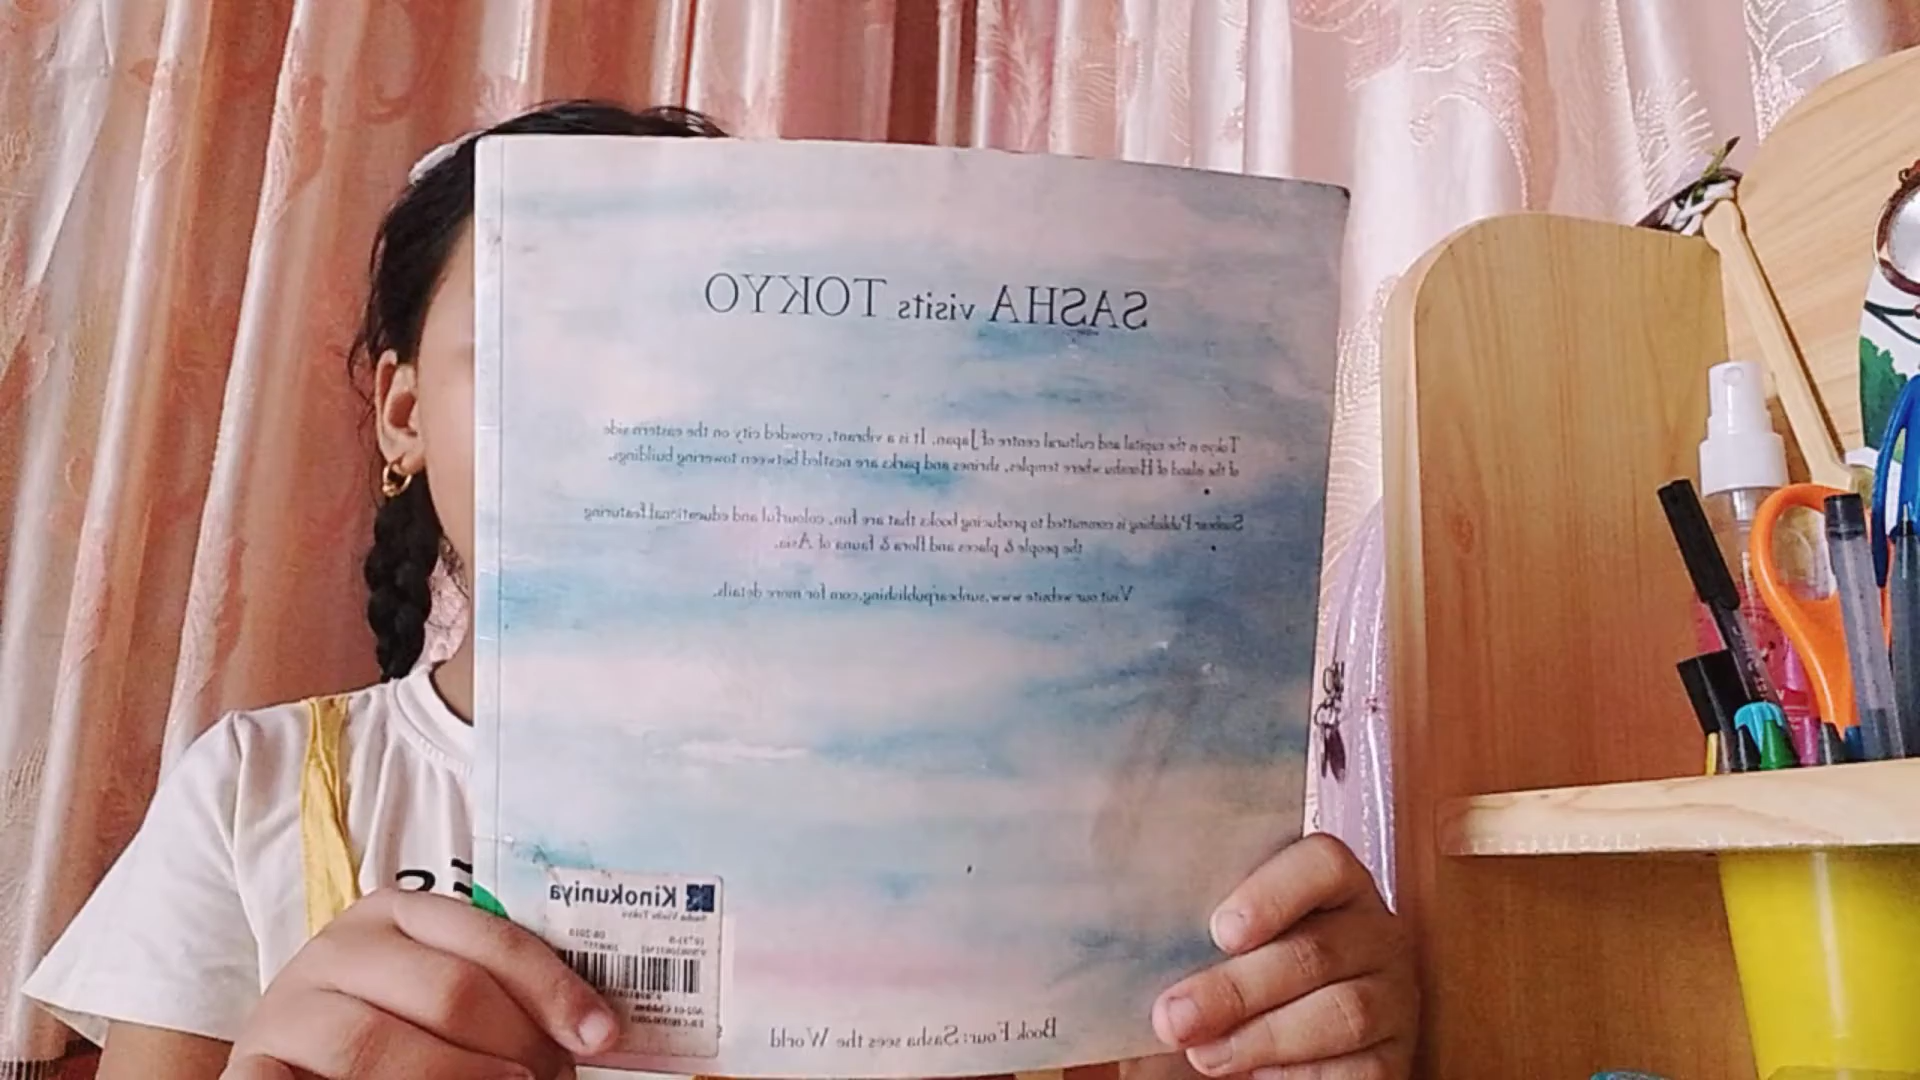 SASHA visits TOKYO
Tokyo is the capital and cultural centre of Japan. It is a vibrant, crowded city on the eastern side
of the island of Honshu where temples, shrines and parks are nestled between towering buildings.
Sunbear Publishing is committed to producing books that are fun, colourful and educational featuring
the people & places and flora & fauna of Asia.
Visit our website www.sunbearpublishing.com for more details.
Kinokuniya
Sasha Visits Tokyo
Book Four: Sasha sees the World